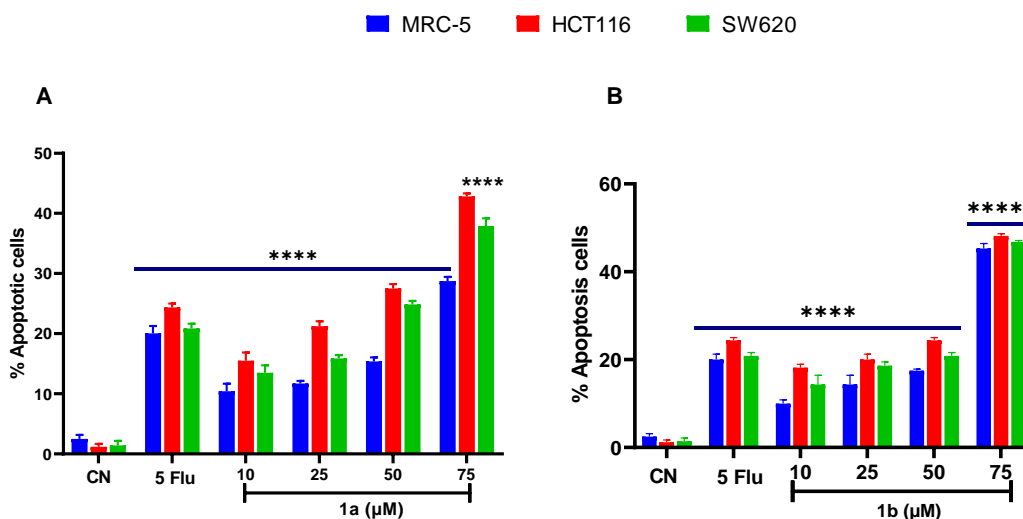 MRC-5 HCT116 SW620
A
% Apoptotic cells
50
40
30
20
10
0
****
****
CN 5 Flu 10 25 50 75
1a (µM)
B
% Apoptosis cells
60
40
20
0
****
****
CN 5 Flu 10 25 50 75
1b (µM)